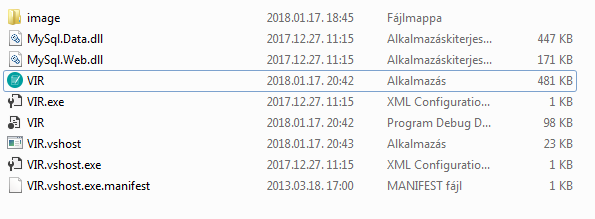 image 2018.01.17. 18:45 Fájlmappa
MySql.Data.dll 2017.12.27. 11:15 Alkalmazáskiterjes... 447 KB
MySql.Web.dll 2017.12.27. 11:15 Alkalmazáskiterjes... 171 KB
VIR 2018.01.17. 20:42 Alkalmazás 481 KB
VIR.exe 2017.12.27. 11:15 XML Configuratio... 1 KB
VIR 2018.01.17. 20:42 Program Debug D... 98 KB
VIR.vshost 2018.01.17. 20:43 Alkalmazás 23 KB
VIR.vshost.exe 2017.12.27. 11:15 XML Configuratio... 1 KB
VIR.vshost.exe.manifest 2013.03.18. 17:00 MANIFEST fájl 1 KB